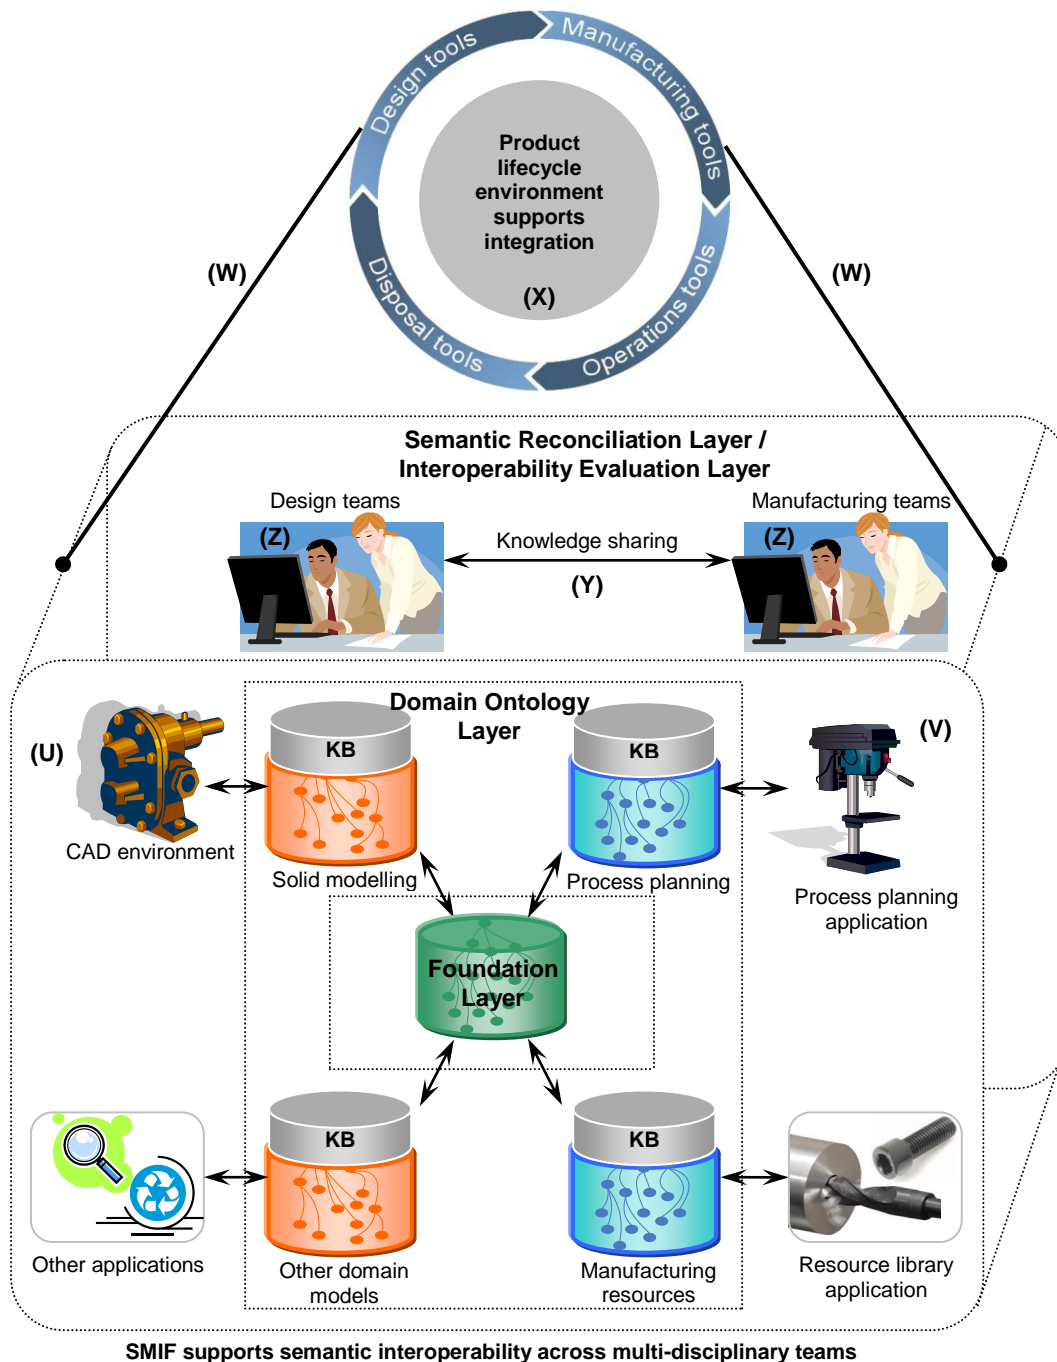 Design tools
Manufacturing tools
Product
lifecycle
environment
supports
integration
(X)
Disposal tools
Operations tools
(W)
(W)
Semantic Reconciliation Layer /
Interoperability Evaluation Layer
Design teams
Manufacturing teams
(Z)
(Z)
Knowledge sharing
(Y)
Domain Ontology
Layer
(U)
(V)
KB
KB
CAD environment
Solid modelling
Process planning
Process planning
application
Foundation
Layer
KB
KB
Other applications
Other domain
models
Manufacturing
resources
Resource library
application
SMIF supports semantic interoperability across multi-disciplinary teams